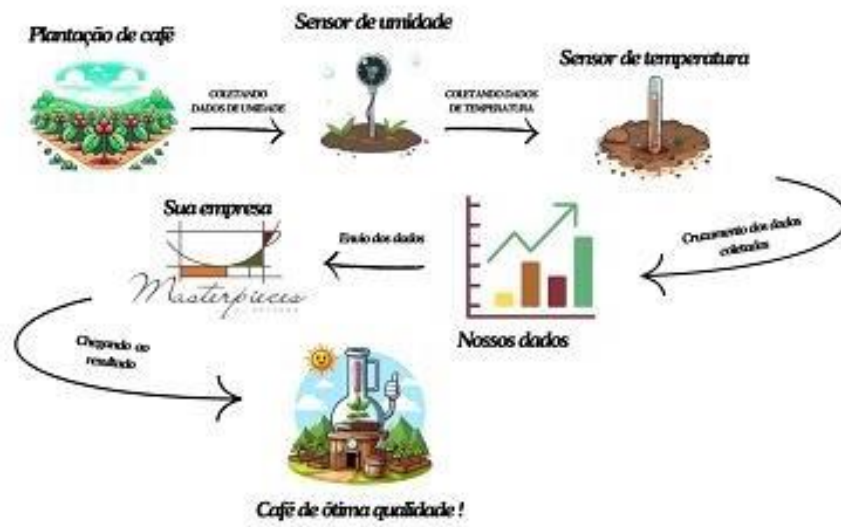 Plantação de café
Sensor de umidade
Sensor de temperatura
COLETANDO
DADOS DE UMIDADE
COLETANDO DADOS
DE TEMPERATURA
Cruzamento dos dados
coletados
Nossos dados
Envio dos dados
Sua empresa
Masterpieces
Chegando ao
resultado
Café de ótima qualidade !